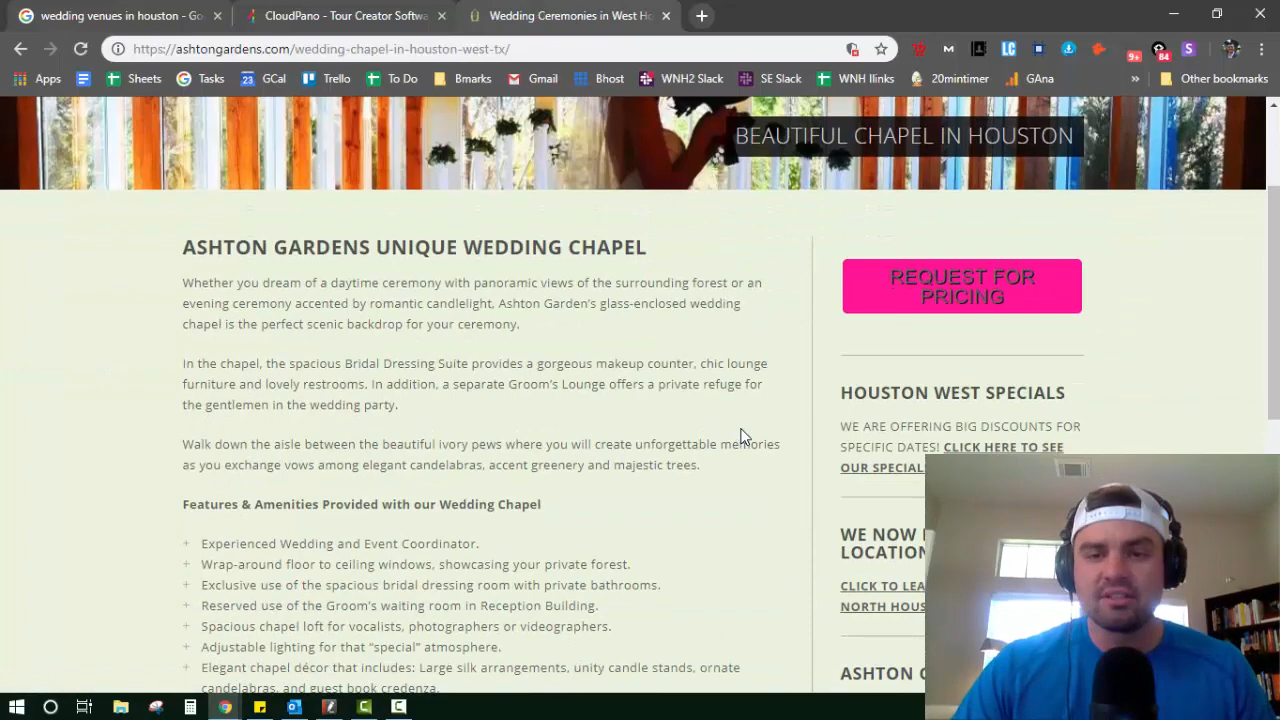 wedding venues in houston - Go
CloudPano - Tour Creator Softwa
Wedding Ceremonies in West Ho
https://ashtongardens.com/wedding-chapel-in-houston-west-tx/
Apps
Sheets
Tasks
GCal
Trello
To Do
Bmarks
Gmail
Bhost
WNH2 Slack
SE Slack
WNH Ilinks
20mintimer
GAna
Other bookmarks
BEAUTIFUL CHAPEL IN HOUSTON
ASHTON GARDENS UNIQUE WEDDING CHAPEL
Whether you dream of a daytime ceremony with panoramic views of the surrounding forest or an
evening ceremony accented by romantic candlelight, Ashton Garden's glass-enclosed wedding
chapel is the perfect scenic backdrop for your ceremony.
In the chapel, the spacious Bridal Dressing Suite provides a gorgeous makeup counter, chic lounge
furniture and lovely restrooms. In addition, a separate Groom's Lounge offers a private refuge for
the gentlemen in the wedding party.
Walk down the aisle between the beautiful ivory pews where you will create unforgettable memories
as you exchange vows among elegant candelabras, accent greenery and majestic trees.
Features & Amenities Provided with our Wedding Chapel
+ Experienced Wedding and Event Coordinator.
+ Wrap-around floor to ceiling windows, showcasing your private forest.
+ Exclusive use of the spacious bridal dressing room with private bathrooms.
+ Reserved use of the Groom's waiting room in Reception Building.
+ Spacious chapel loft for vocalists, photographers or videographers.
+ Adjustable lighting for that "special" atmosphere.
+ Elegant chapel décor that includes: Large silk arrangements, unity candle stands, ornate
candelabras, and guest book credenza.
REQUEST FOR
PRICING
HOUSTON WEST SPECIALS
WE ARE OFFERING BIG DISCOUNTS FOR
SPECIFIC DATES! CLICK HERE TO SEE
OUR SPECIAL
WE NOW
LOCATION
CLICK TO LEA
NORTH HOUS
ASHTON